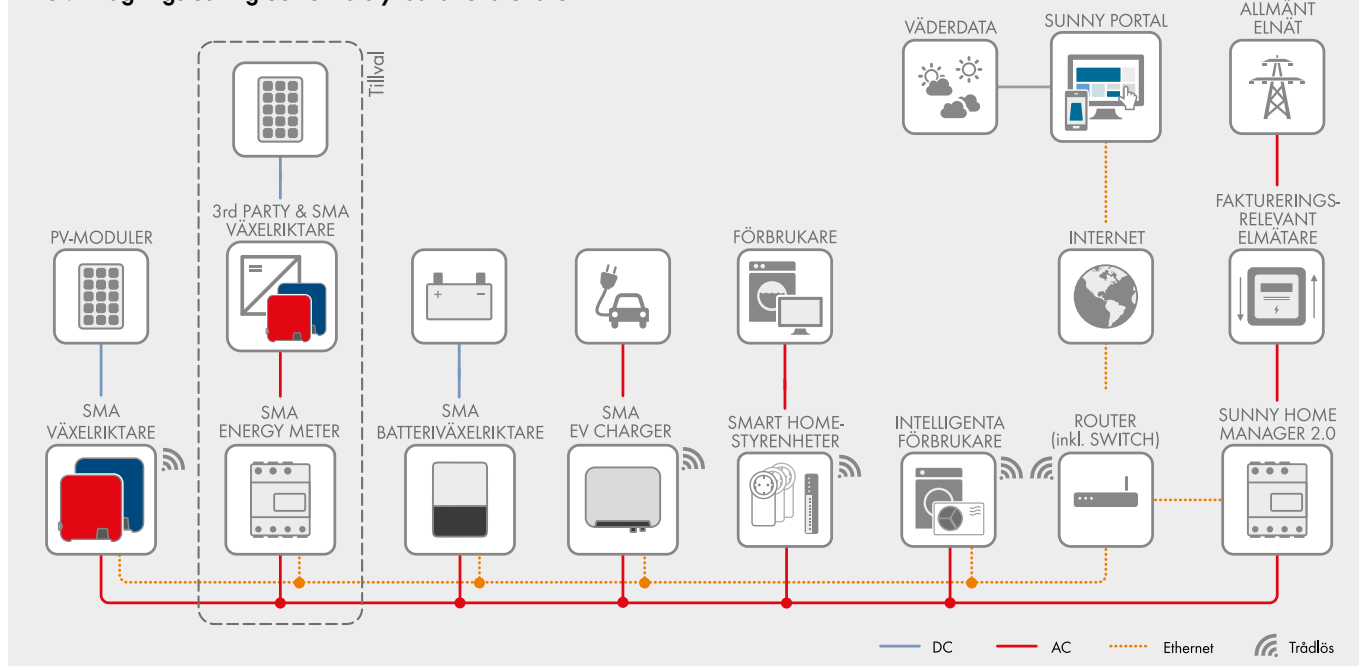 Tillval
VÄDERDATA
SUNNY PORTAL
ALLMÄNT
ELNÄT
3rd PARTY & SMA
VÄXELRIKTARE
PV-MODULER
FÖRBRUKARE
INTERNET
FAKTURERINGS-
RELEVANT
ELMÄTARE
SMA
VÄXELRIKTARE
SMA
ENERGY METER
SMA
BATTERIVÄXELRIKTARE
SMA
EV CHARGER
SMART HOME-
STYRENHETER
INTELLIGENTA
FÖRBRUKARE
ROUTER
(inkl. SWITCH)
SUNNY HOME
MANAGER 2.0
DC
AC
Ethernet
Trådlös